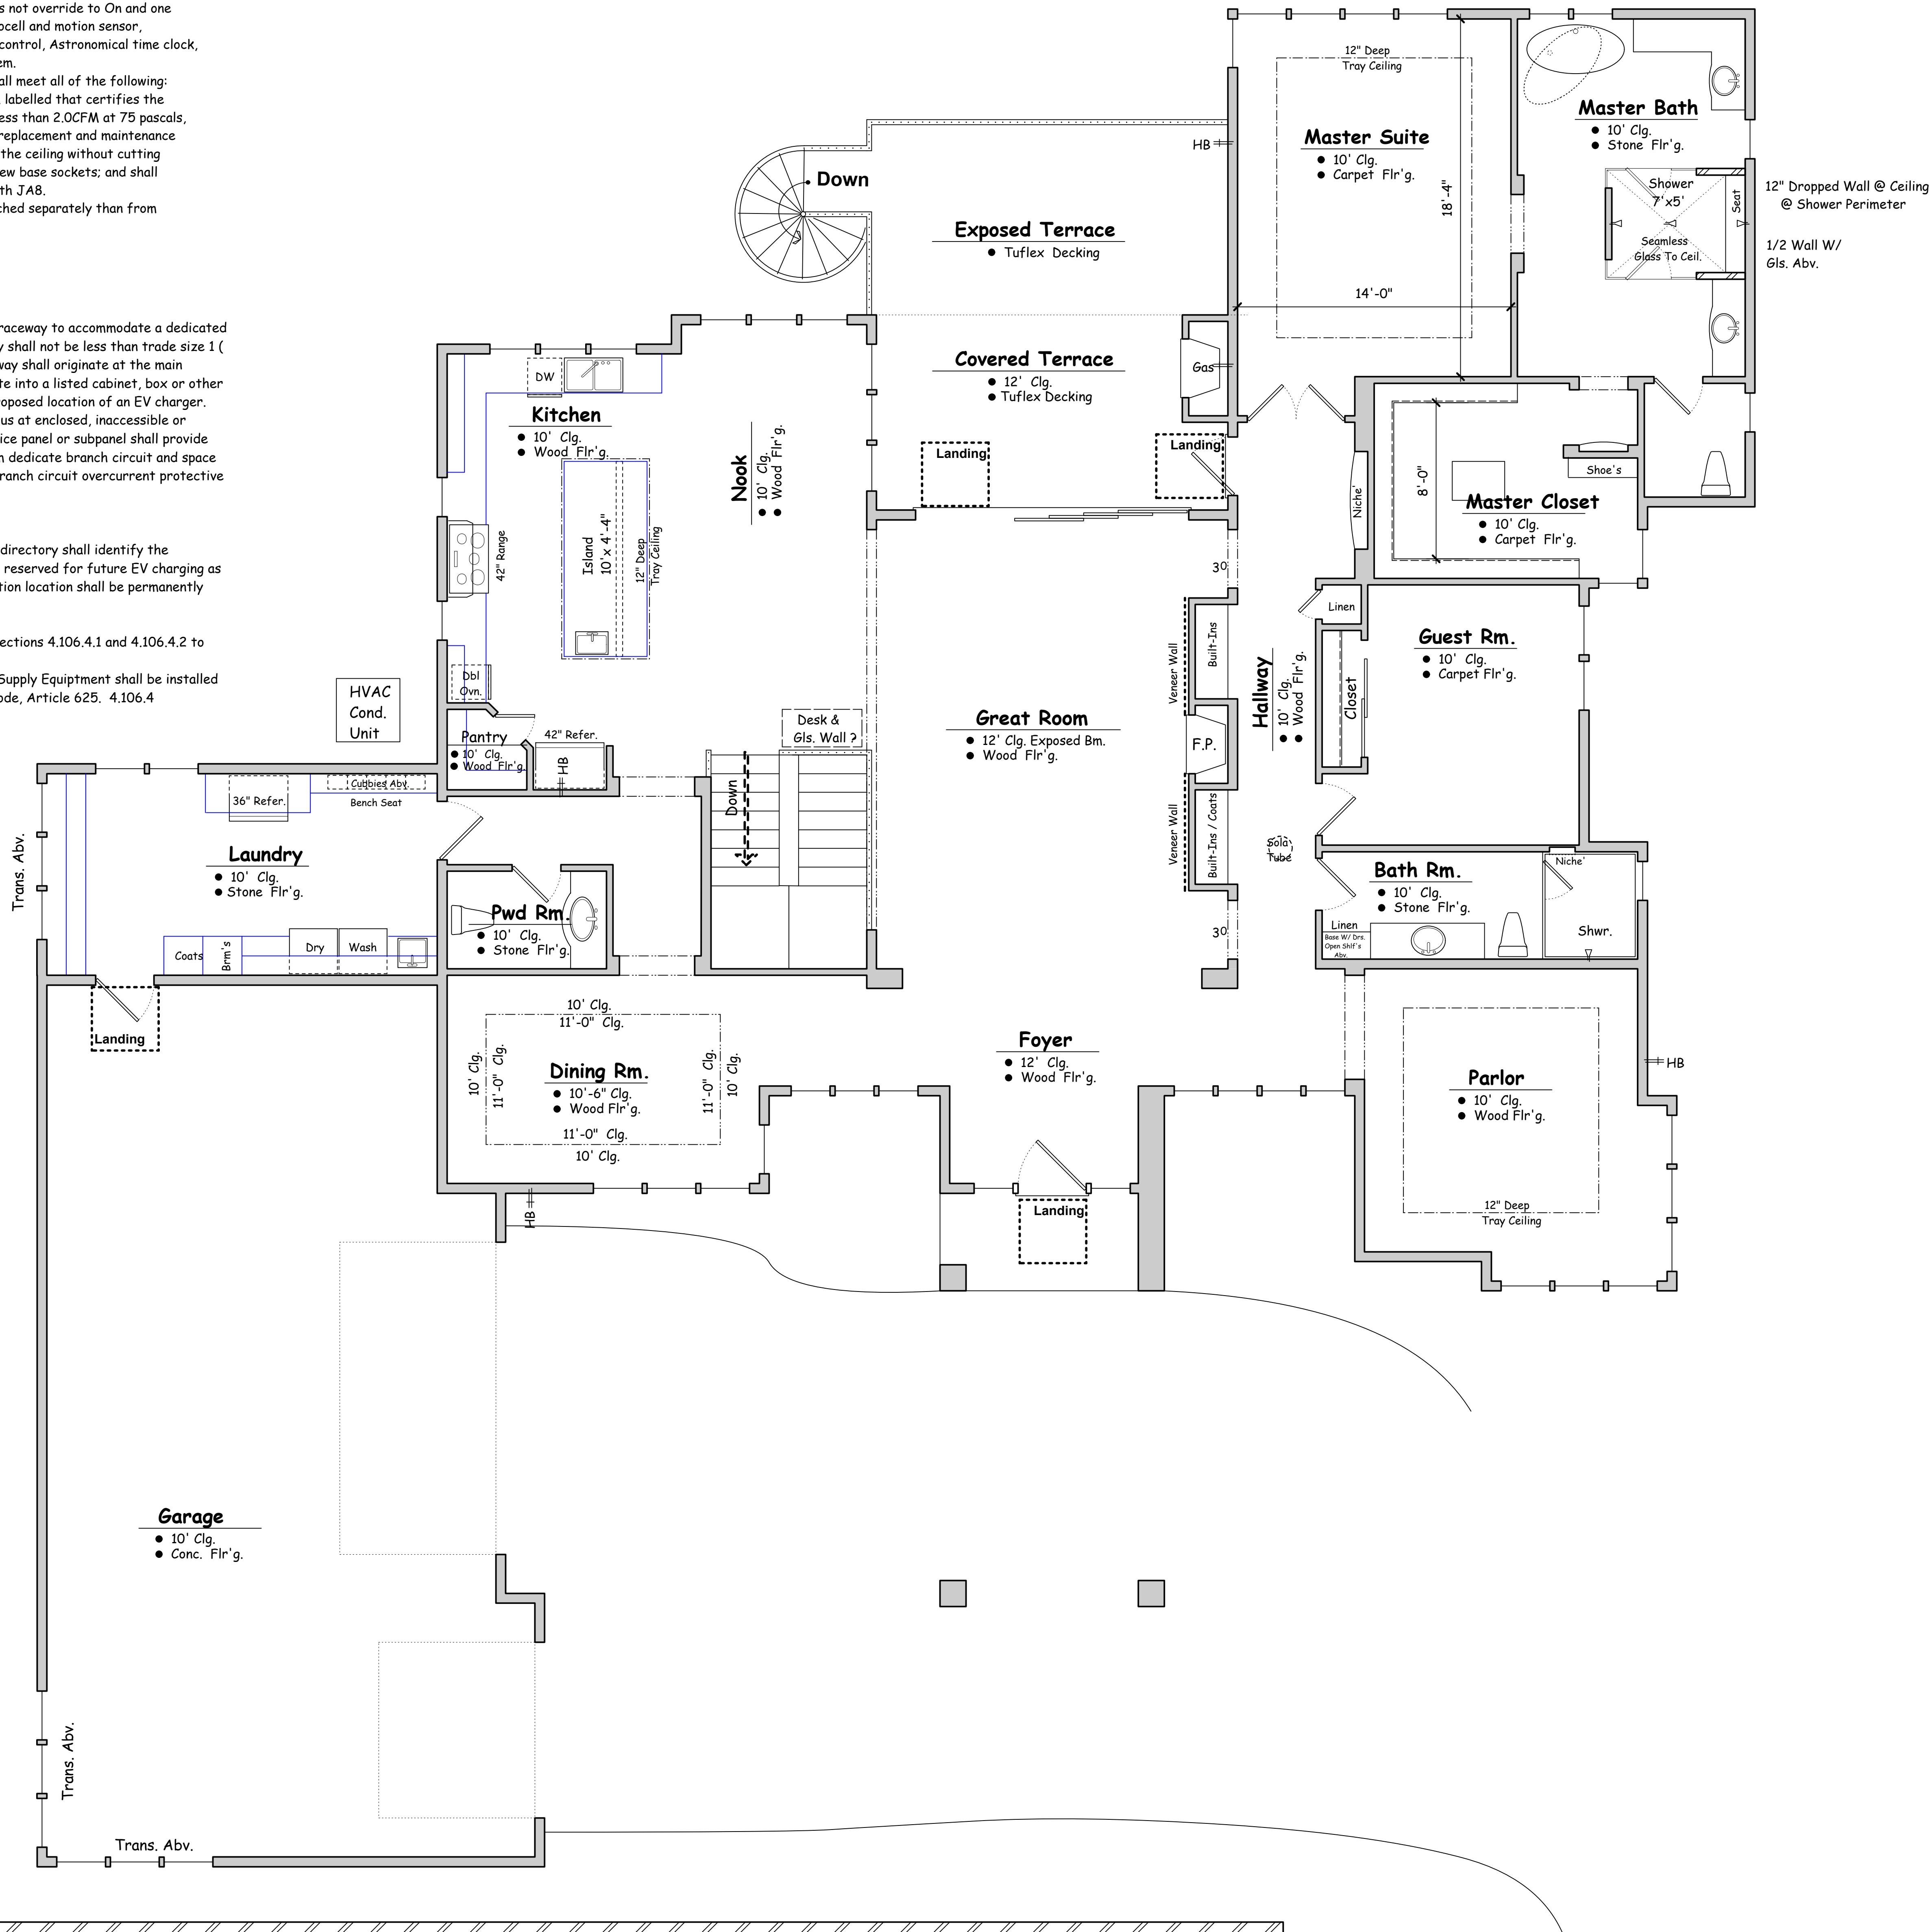 s not override to On and one
ocell and motion sensor,
control, Astronomical time clock,
em.
all meet all of the following:
labelled that certifies the
ess than 2.0CFM at 75 pascals,
replacement and maintenance
the ceiling without cutting
ew base sockets; and shall
th JA8.
ched separately than from
raceway to accommodate a dedicated
y shall not be less than trade size 1 (
way shall originate at the main
te into a listed cabinet, box or other
roposed location of an EV charger.
us at enclosed, inaccessible or
ice panel or subpanel shall provide
n dedicate branch circuit and space
ranch circuit overcurrent protective
directory shall identify the
reserved for future EV charging as
tion location shall be permanently
ections 4.106.4.1 and 4.106.4.2 to
Supply Equiptment shall be installed
ode, Article 625.  4.106.4
12" Deep
Tray Ceiling
Master Suite
● 10' Clg.
● Carpet Flr'g.
18'-4"
14'-0"
HB
Master Bath
● 10' Clg.
● Stone Flr'g.
Shower
7'x5'
Seat
Seamless
Glass To Ceil.
12" Dropped Wall @ Ceiling
@ Shower Perimeter
1/2 Wall W/
Gls. Abv.
Down
Exposed Terrace
● Tuflex Decking
Covered Terrace
● 12' Clg.
● Tuflex Decking
Gas
Landing
Landing
DW
Kitchen
● 10' Clg.
● Wood Flr'g.
Nook
● 10' Clg.
● Wood Flr'g.
42" Range
Island
10'x 4'-4"
12" Deep
Tray Ceiling
Dbl
Ovn.
HVAC
Cond.
Unit
Pantry
● 10' Clg.
● Wood Flr'g.
42" Refer.
HB
Desk &
Gls. Wall ?
Down
Great Room
● 12' Clg. Exposed Bm.
● Wood Flr'g.
30
Veneer Wall
Built-Ins
F.P.
Veneer Wall
Built-Ins / Coats
30
Hallway
● 10' Clg.
● Wood Flr'g.
Sola
Tube
Niche'
8'-0"
Shoe's
Master Closet
● 10' Clg.
● Carpet Flr'g.
Linen
Closet
Guest Rm.
● 10' Clg.
● Carpet Flr'g.
Bath Rm.
● 10' Clg.
● Stone Flr'g.
Niche'
Shwr.
Linen
Base W/ Drs.
Open Shlf's
Abv.
Trans. Abv.
36" Refer.
Cubbies Abv.
Bench Seat
Laundry
● 10' Clg.
● Stone Flr'g.
Coats
Brm's
Dry
Wash
Pwd Rm.
● 10' Clg.
● Stone Flr'g.
Landing
10' Clg.
11'-0" Clg.
10' Clg.
11'-0" Clg.
Dining Rm.
● 10'-6" Clg.
● Wood Flr'g.
11'-0" Clg.
10' Clg.
11'-0" Clg.
10' Clg.
HB
Foyer
● 12' Clg.
● Wood Flr'g.
Landing
Parlor
● 10' Clg.
● Wood Flr'g.
12" Deep
Tray Ceiling
HB
Garage
● 10' Clg.
● Conc. Flr'g.
Trans. Abv.
Trans. Abv.